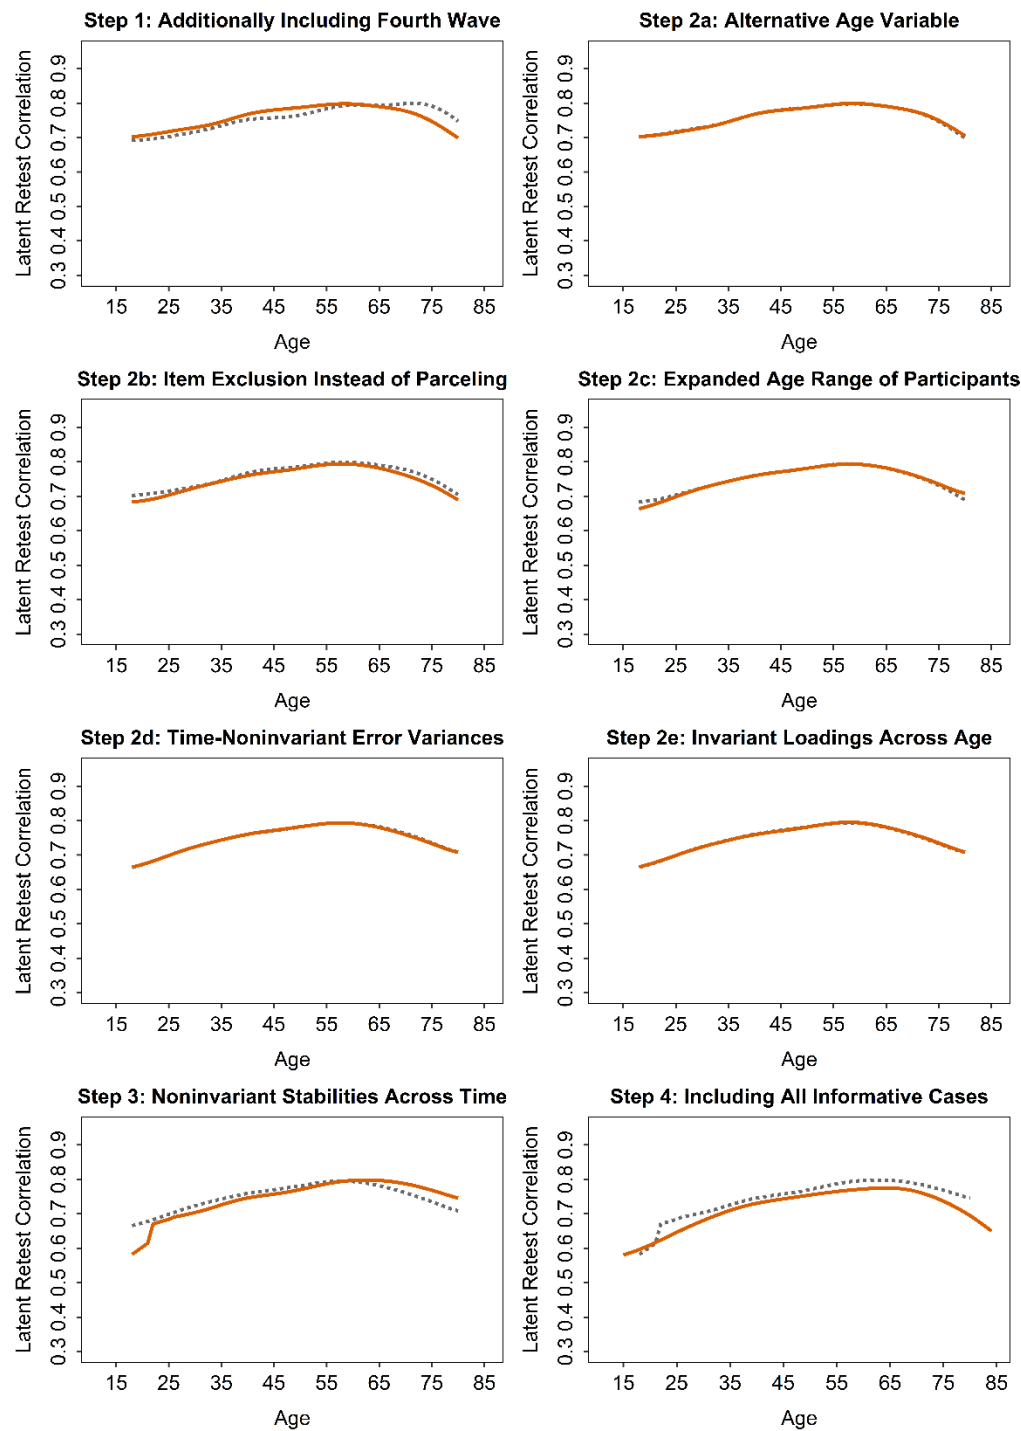 Step 1: Additionally Including Fourth Wave
Latent Retest Correlation
0.3 0.4 0.5 0.6 0.7 0.8 0.9
15 25 35 45 55 65 75 85
Age
Step 2a: Alternative Age Variable
Latent Retest Correlation
0.3 0.4 0.5 0.6 0.7 0.8 0.9
15 25 35 45 55 65 75 85
Age
Step 2b: Item Exclusion Instead of Parceling
Latent Retest Correlation
0.3 0.4 0.5 0.6 0.7 0.8 0.9
15 25 35 45 55 65 75 85
Age
Step 2c: Expanded Age Range of Participants
Latent Retest Correlation
0.3 0.4 0.5 0.6 0.7 0.8 0.9
15 25 35 45 55 65 75 85
Age
Step 2d: Time-Noninvariant Error Variances
Latent Retest Correlation
0.3 0.4 0.5 0.6 0.7 0.8 0.9
15 25 35 45 55 65 75 85
Age
Step 2e: Invariant Loadings Across Age
Latent Retest Correlation
0.3 0.4 0.5 0.6 0.7 0.8 0.9
15 25 35 45 55 65 75 85
Age
Step 3: Noninvariant Stabilities Across Time
Latent Retest Correlation
0.3 0.4 0.5 0.6 0.7 0.8 0.9
15 25 35 45 55 65 75 85
Age
Step 4: Including All Informative Cases
Latent Retest Correlation
0.3 0.4 0.5 0.6 0.7 0.8 0.9
15 25 35 45 55 65 75 85
Age